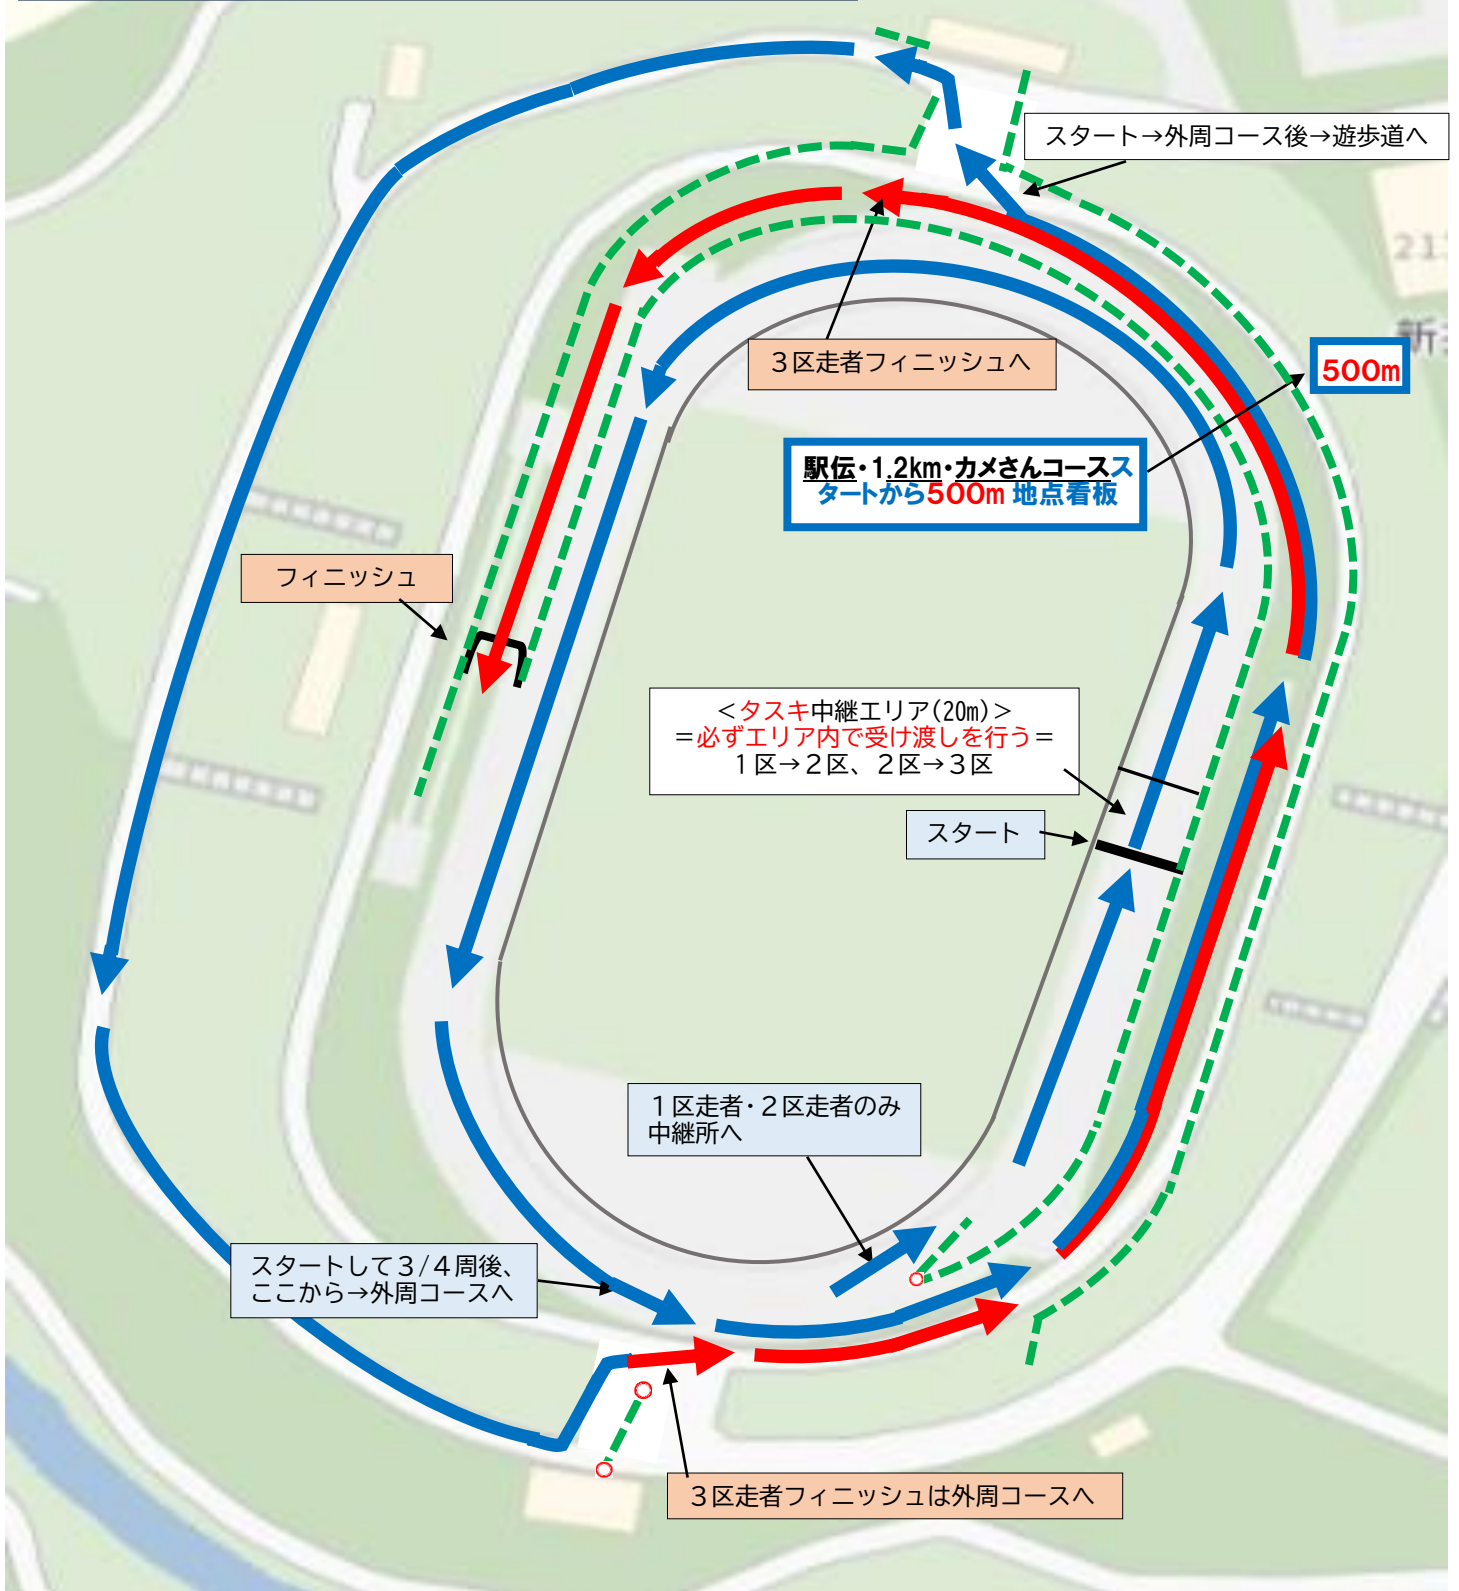 スタート→外周コース後→遊歩道へ
21
新
500m
3区走者フィニッシュへ
駅伝・1.2km・カメさんコースス
タートから500m 地点看板
フィニッシュ
<タスキ中継エリア(20m)>
=必ずエリア内で受け渡しを行う=
1区→2区、2区→3区
スタート
1区走者・2区走者のみ
中継所へ
スタートして3/4周後、
ここから→外周コースへ
3区走者フィニッシュは外周コースへ